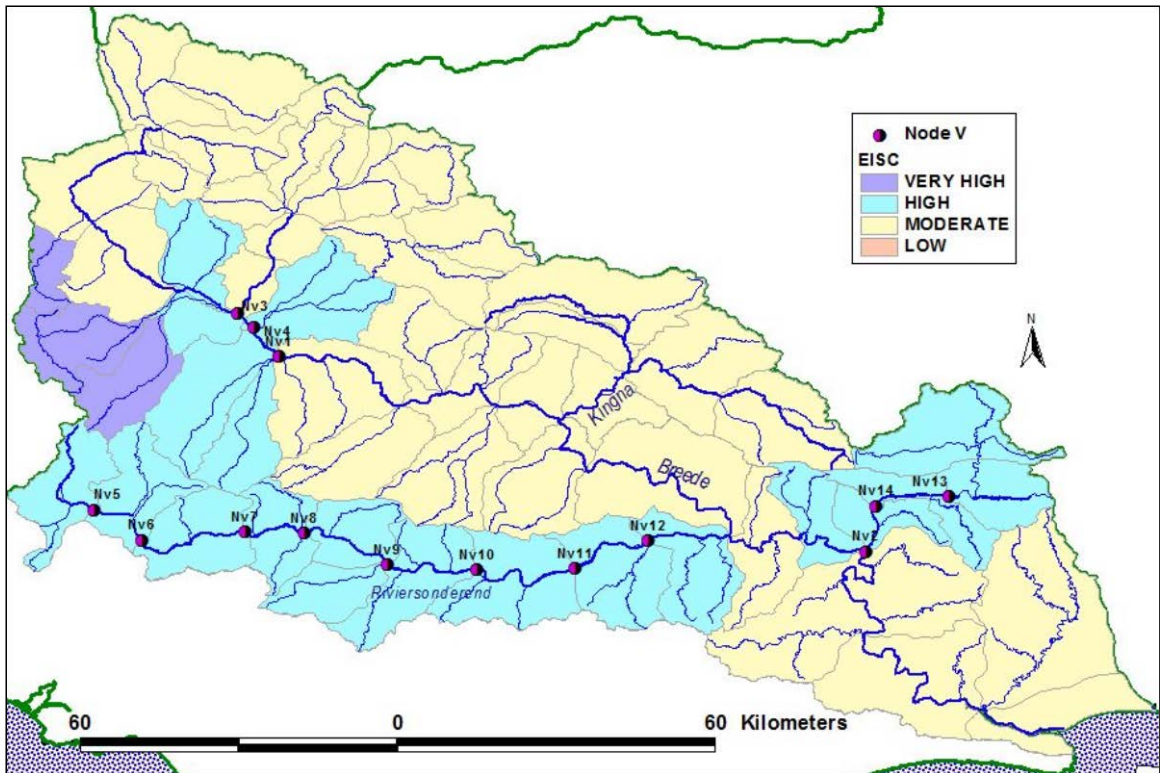 Node V
EISC
VERY HIGH
HIGH
MODERATE
LOW
N
Nv3
Nv4
Nv1
Kingna
Breede
Nv5
Nv6
Nv7
Nv8
Nv9
Nv10
Nv11
Nv12
Nv13
Nv14
Nv2
Riviersonderend
60 0 60 Kilometers